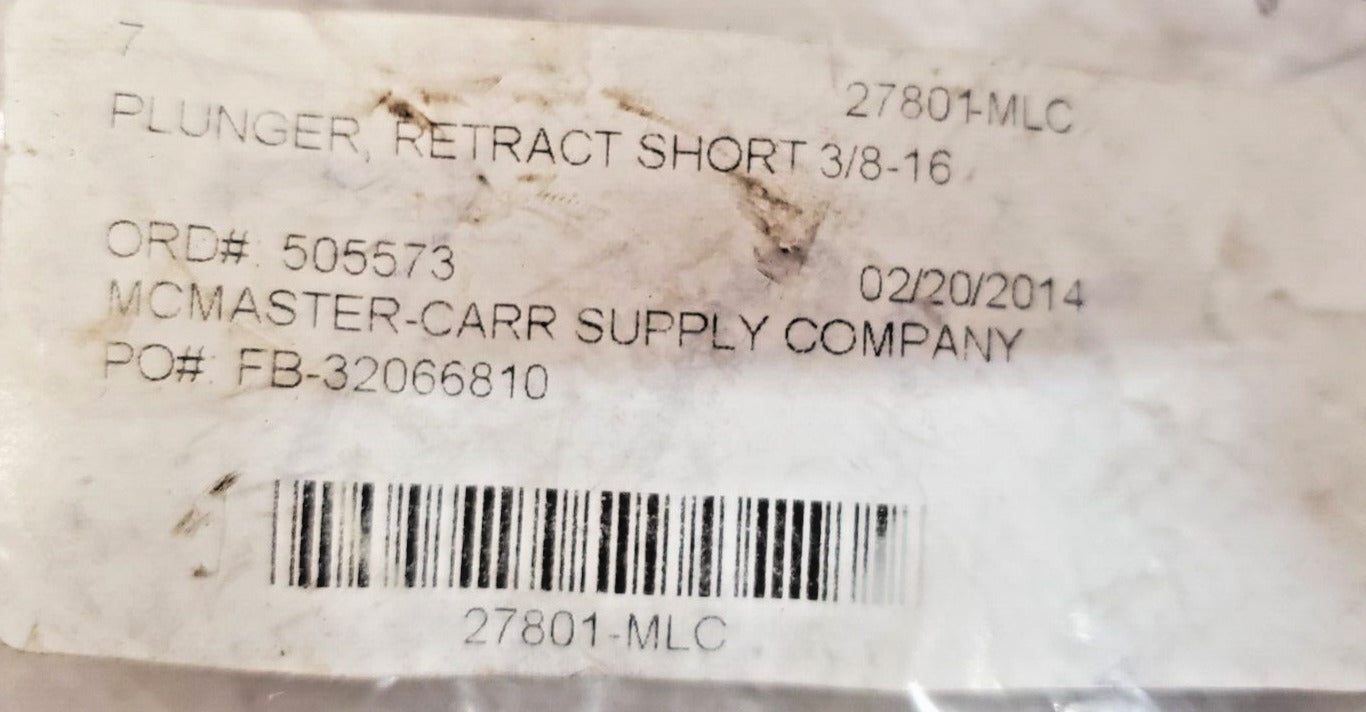 7
27801-MLC
PLUNGER, RETRACT SHORT 3/8-16
ORD#: 505573
02/20/2014
MCMASTER-CARR SUPPLY COMPANY
PO#: FB-32066810
27801-MLC